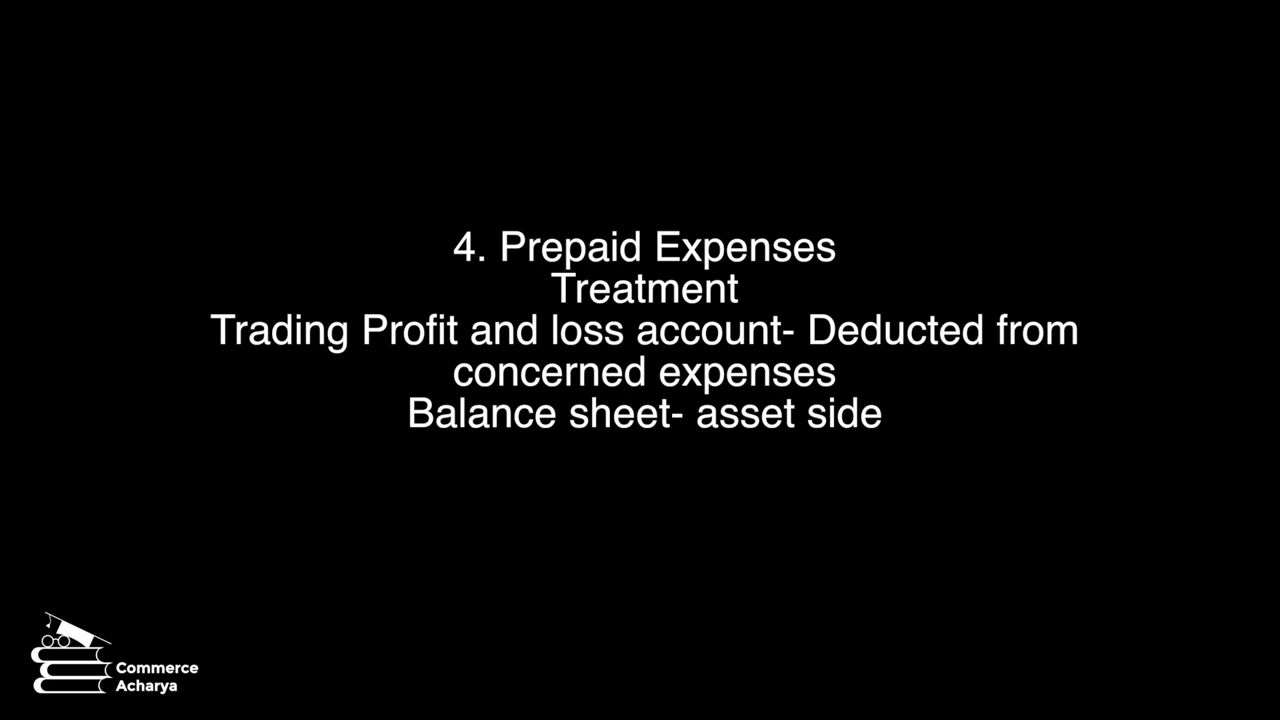 4. Prepaid Expenses
Treatment
Trading Profit and loss account- Deducted from
concerned expenses
Balance sheet- asset side
Commerce
Acharya